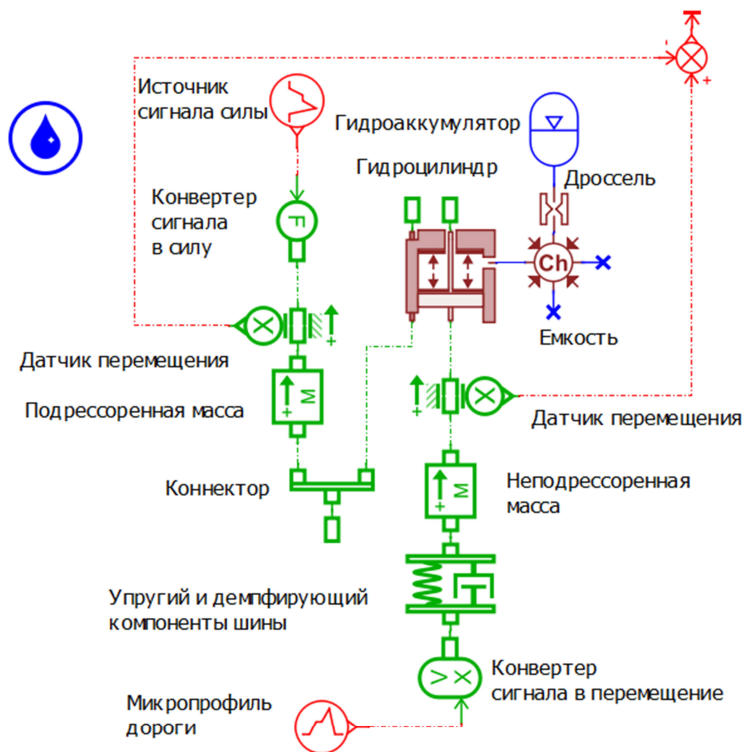 -
+
Источник
сигнала силы
Гидроаккумулятор
Гидроцилиндр
Дроссель
Конвертер
сигнала
в силу
F
Ch
X
+
Емкость
Датчик перемещения
+
M
Подрессоренная масса
+
X
Датчик перемещения
Коннектор
+
M
Неподрессоренная
масса
Упругий и демпфирующий
компоненты шины
V X
Конвертер
сигнала в перемещение
Микропрофиль
дороги